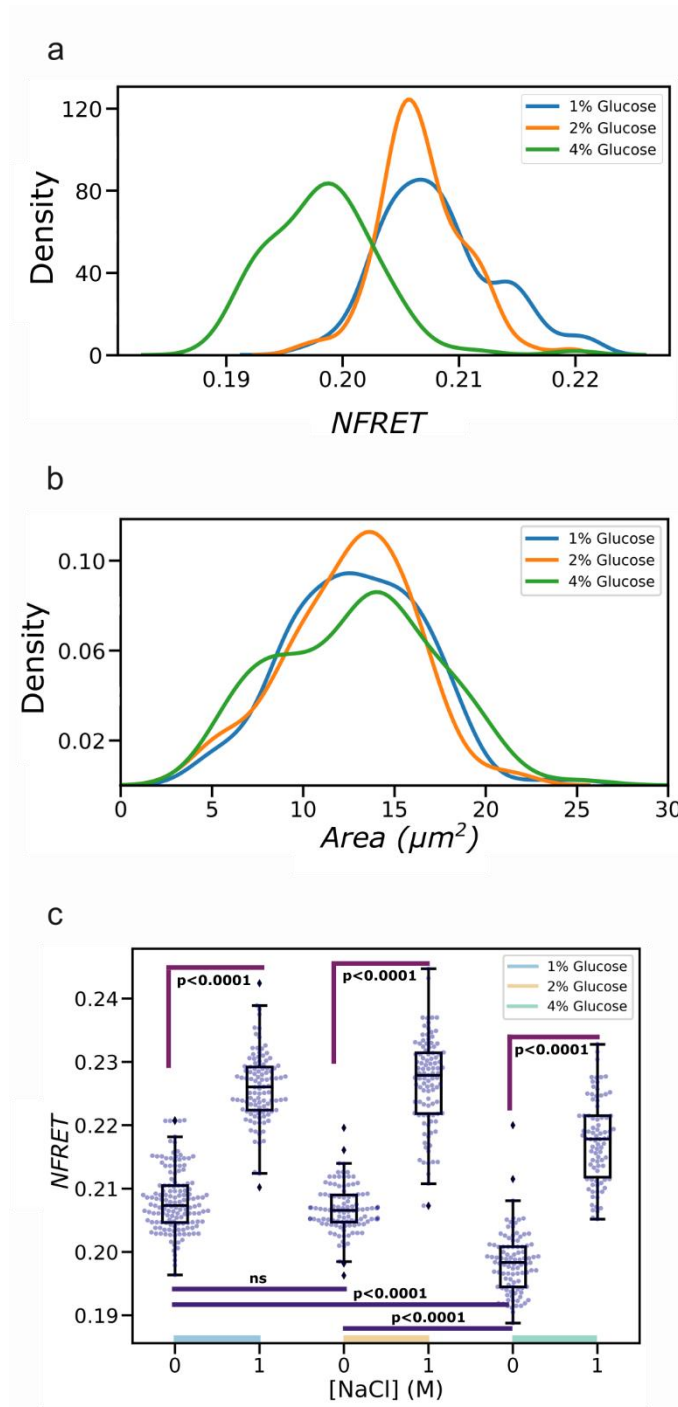 a
120
80
40
0
Density
1% Glucose
2% Glucose
4% Glucose
0.19 0.20 0.21 0.22
NFRET
b
0.10
0.06
0.02
Density
1% Glucose
2% Glucose
4% Glucose
0 5 10 15 20 25 30
Area (μm²)
c
0.24
0.23
0.22
0.21
0.20
0.19
NFRET
1% Glucose
2% Glucose
4% Glucose
p<0.0001
p<0.0001
p<0.0001
ns
p<0.0001
p<0.0001
0 1 0 1 0 1
[NaCl] (M)